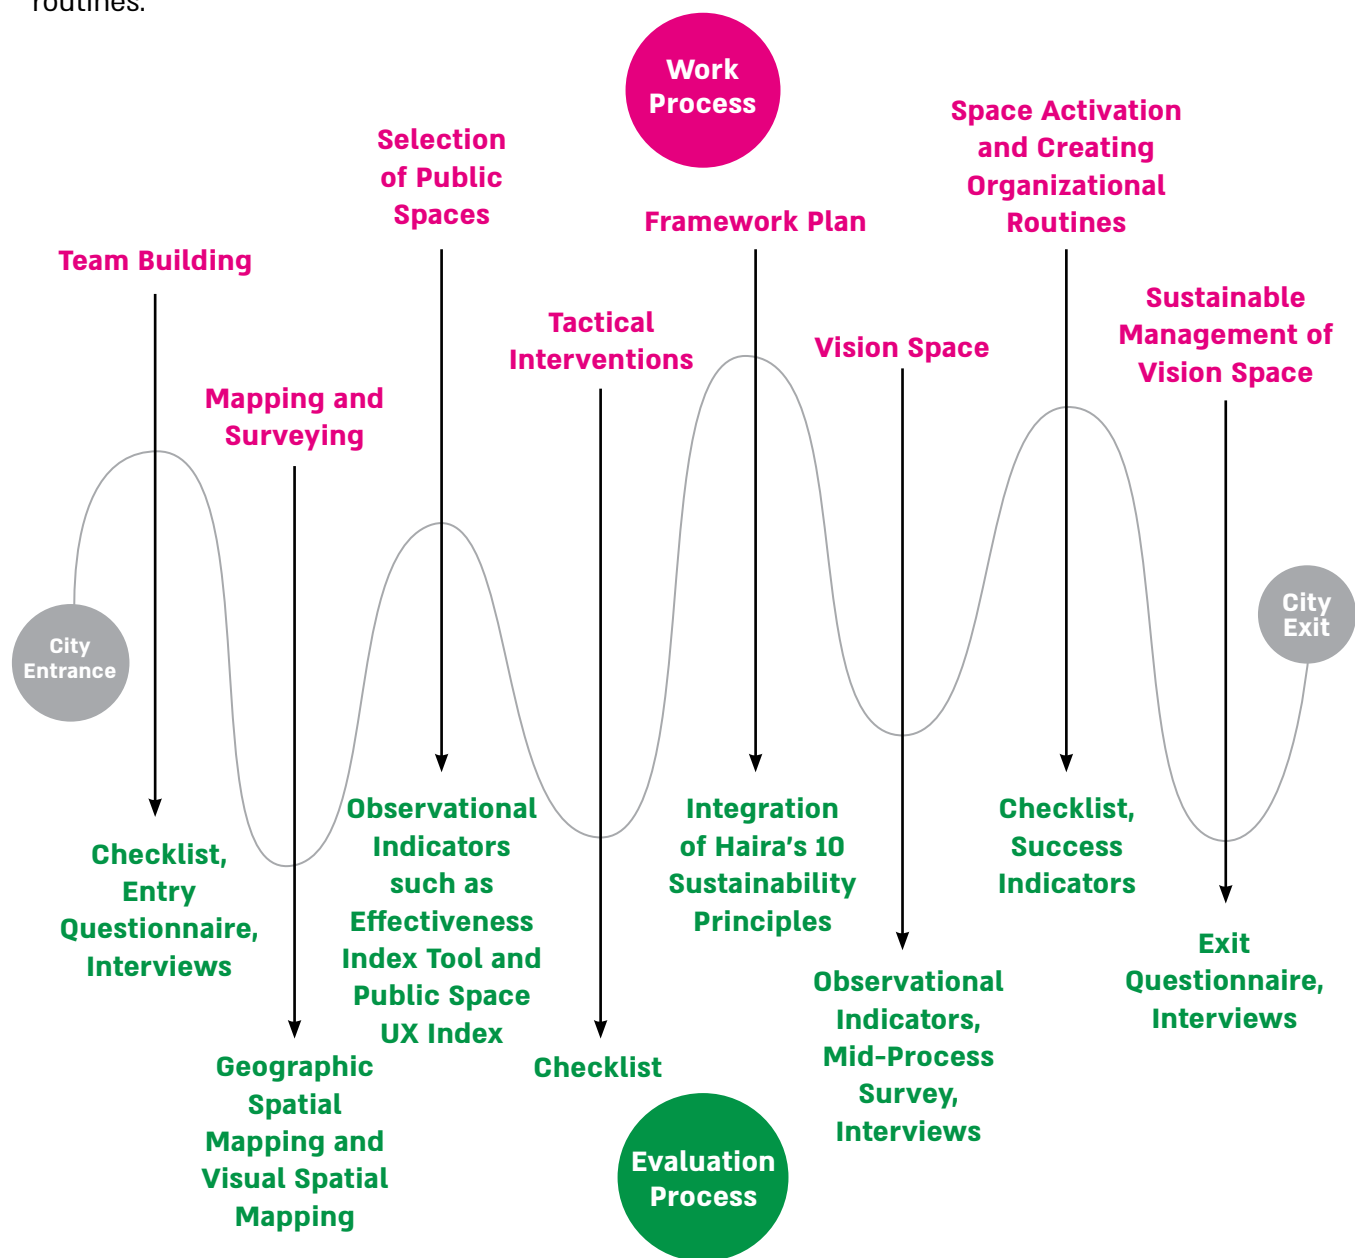 routines.
Work
Process
Team Building
Mapping and
Surveying
Selection
of Public
Spaces
Tactical
Interventions
Framework Plan
Vision Space
Space Activation
and Creating
Organizational
Routines
Sustainable
Management of
Vision Space
City
Entrance
City
Exit
Checklist,
Entry
Questionnaire,
Interviews
Geographic
Spatial
Mapping and
Visual Spatial
Mapping
Observational
Indicators
such as
Effectiveness
Index Tool and
Public Space
UX Index
Checklist
Integration
of Haira's 10
Sustainability
Principles
Observational
Indicators,
Mid-Process
Survey,
Interviews
Checklist,
Success
Indicators
Exit
Questionnaire,
Interviews
Evaluation
Process